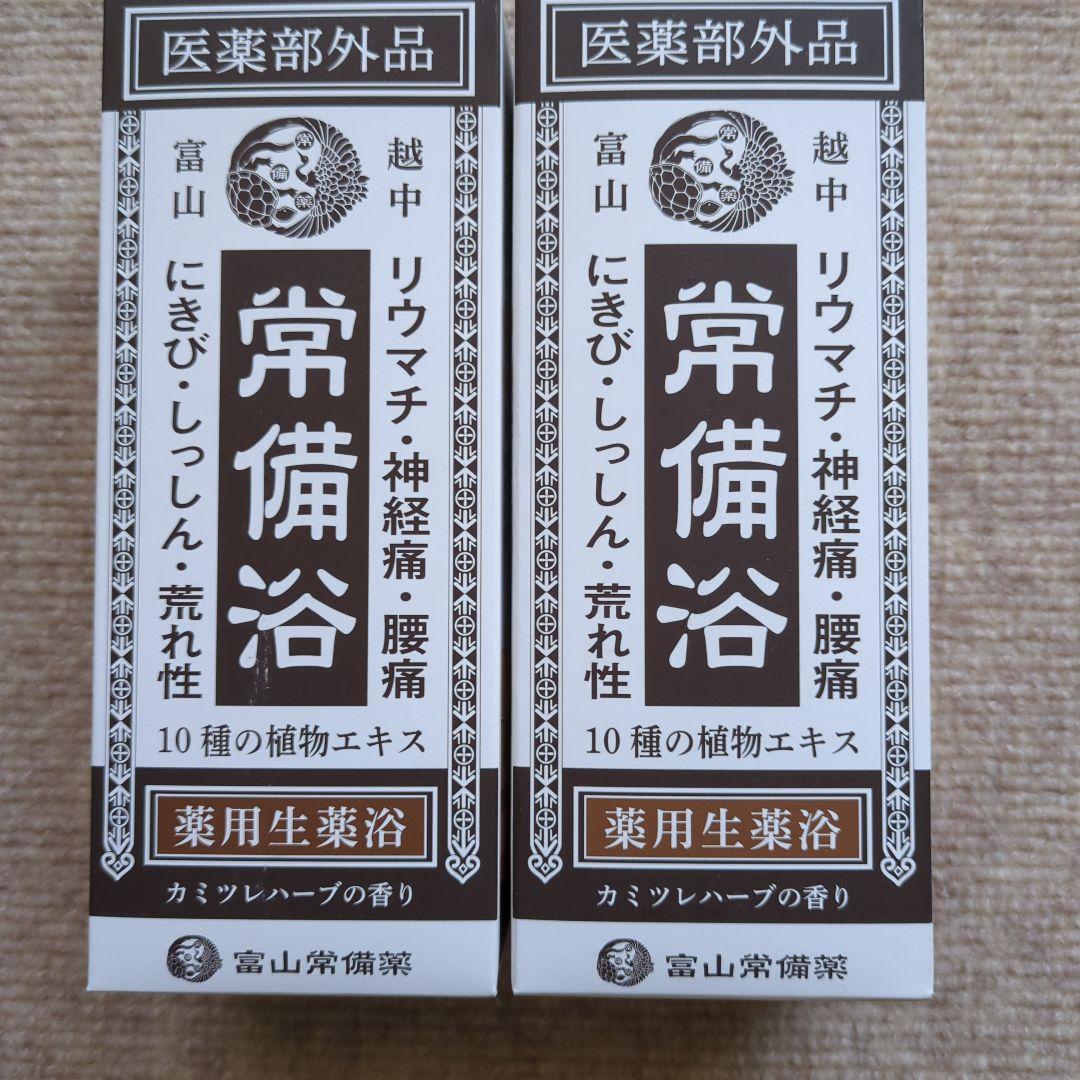 医薬部外品
越中
富山
常備薬
リウマチ・神経痛・腰痛
常備浴
にきび・しっしん・荒れ性
10種の植物エキス
薬用生薬浴
カミツレハーブの香り
富山常備薬
医薬部外品
越中
富山
常備薬
リウマチ・神経痛・腰痛
常備浴
にきび・しっしん・荒れ性
10種の植物エキス
薬用生薬浴
カミツレハーブの香り
富山常備薬